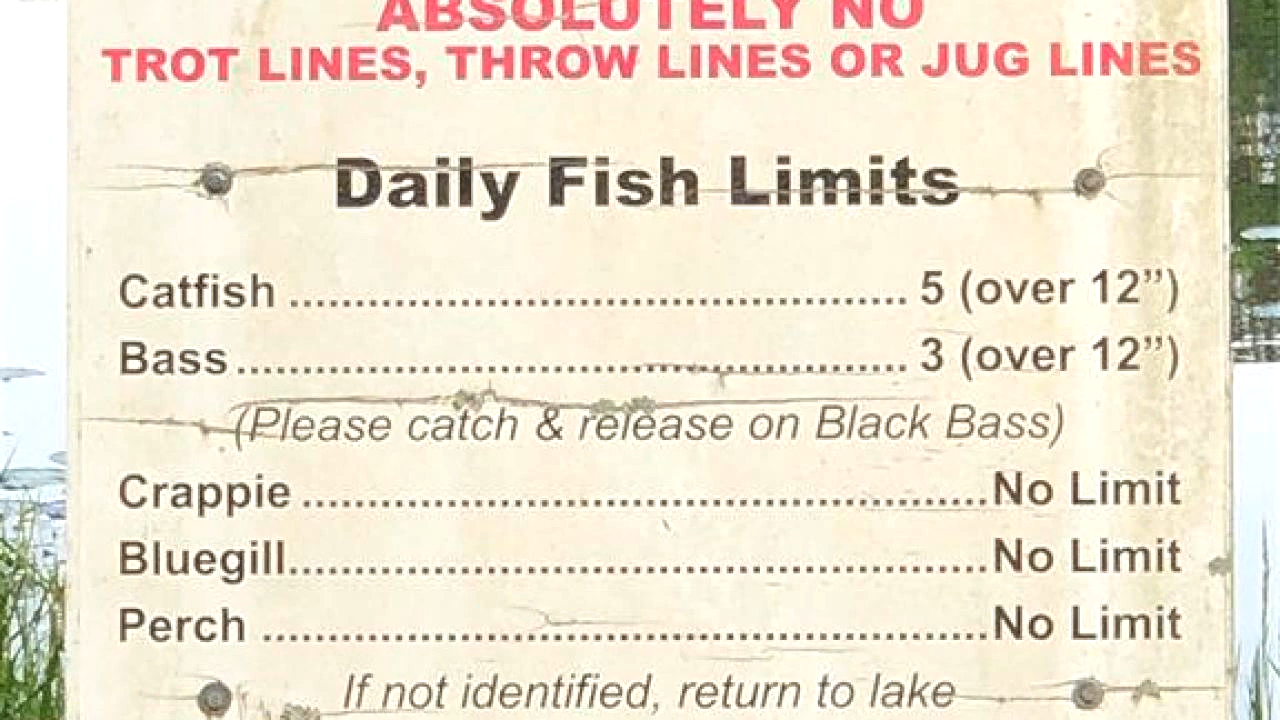 ABSOLUTELY NO
TROT LINES, THROW LINES OR JUG LINES
Daily Fish Limits
Catfish ............................................... 5 (over 12”)
Bass ................................................... 3 (over 12”)
(Please catch & release on Black Bass)
Crappie ....................................................No Limit
Bluegill.....................................................No Limit
Perch .......................................................No Limit
If not identified, return to lake